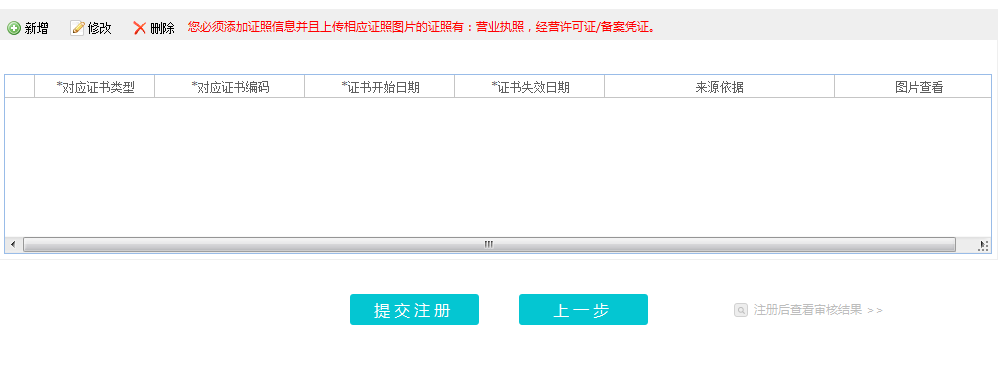 新增 修改 删除 您必须添加证照信息并且上传相应证照图片的证照有：营业执照，经营许可证/备案凭证。
*对应证书类型 *对应证书编码 *证书开始日期 *证书失效日期 来源依据 图片查看
提交注册 上一步 注册后查看审核结果 >>